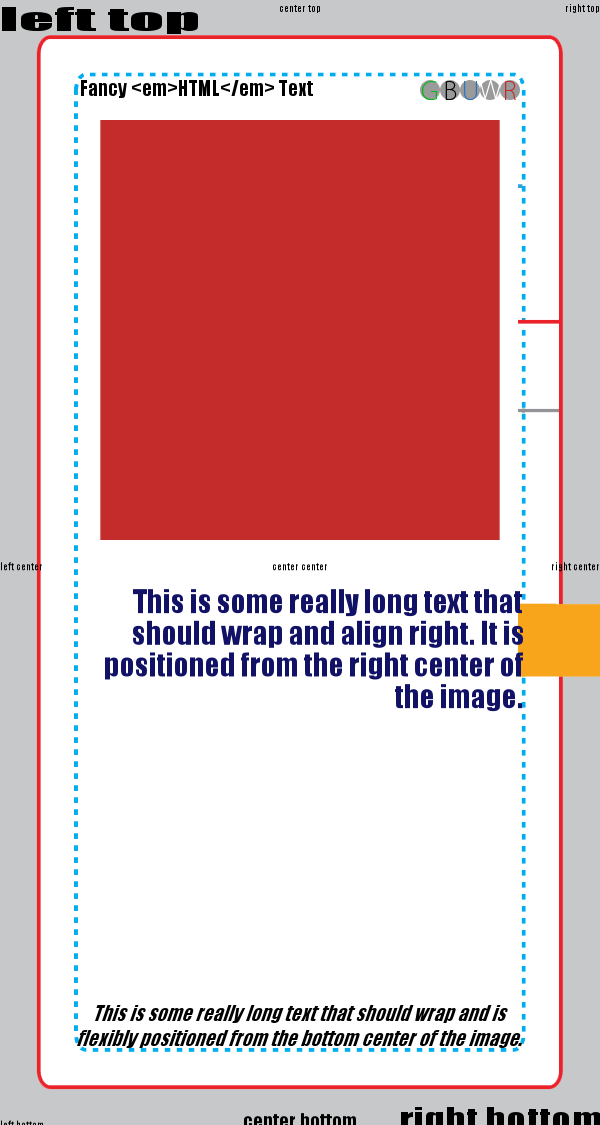 left top
center top
right top
Fancy <em>HTML</em> Text
GBUWR
left center
center center
right center
This is some really long text that
should wrap and align right. It is
positioned from the right center of
the image.
This is some really long text that should wrap and is
flexibly positioned from the bottom center of the image.
left bottom
center bottom
right bottom